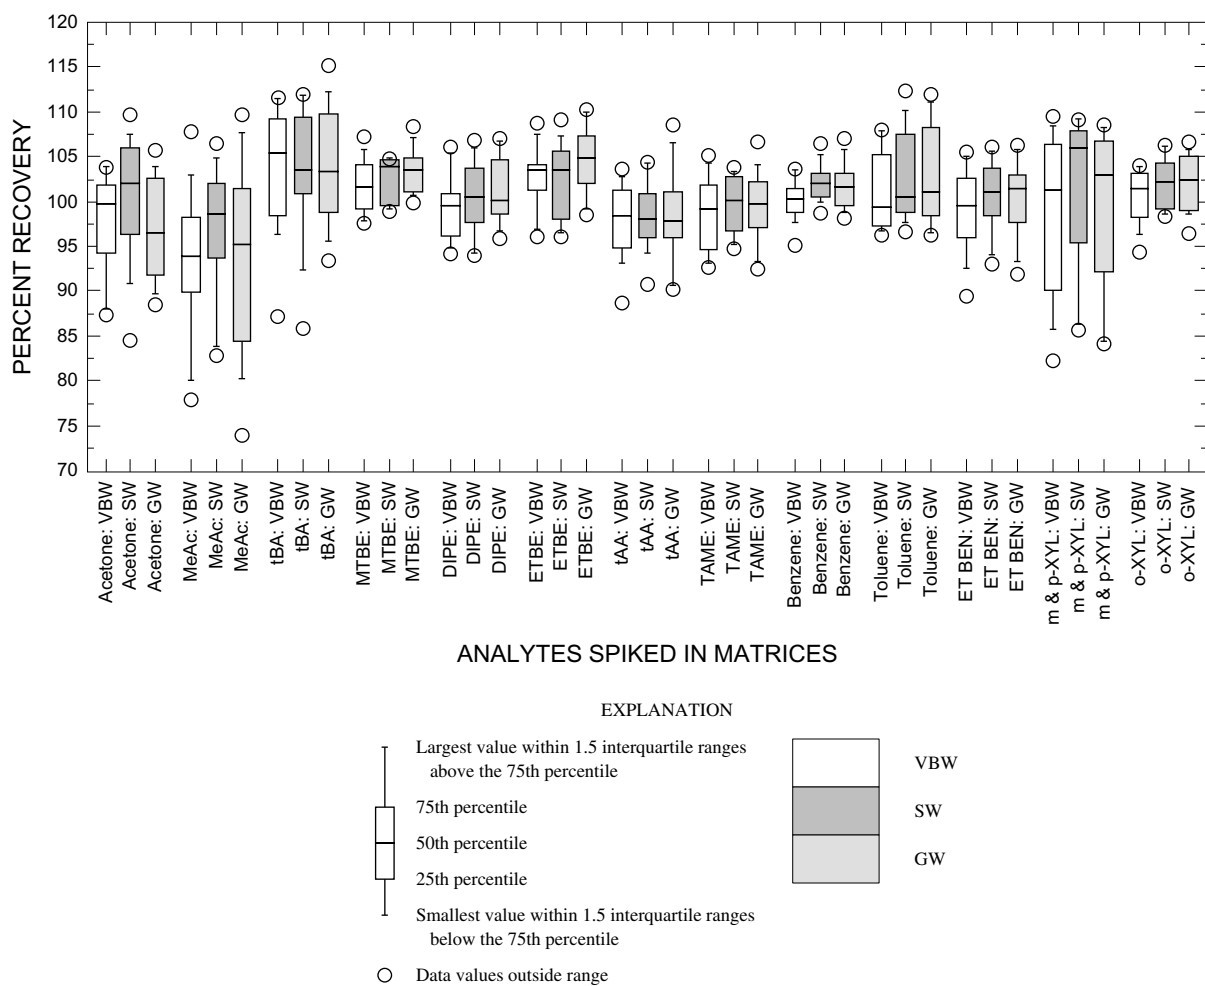 120
115
110
105
100
95
90
85
80
75
70
PERCENT RECOVERY
Acetone: VBW
Acetone: SW
Acetone: GW
MeAc: VBW
MeAc: SW
MeAc: GW
tBA: VBW
tBA: SW
tBA: GW
MTBE: VBW
MTBE: SW
MTBE: GW
DIPE: VBW
DIPE: SW
DIPE: GW
ETBE: VBW
ETBE: SW
ETBE: GW
tAA: VBW
tAA: SW
tAA: GW
TAME: VBW
TAME: SW
TAME: GW
Benzene: VBW
Benzene: SW
Benzene: GW
Toluene: VBW
Toluene: SW
Toluene: GW
ET BEN: VBW
ET BEN: SW
ET BEN: GW
m & p-XYL: VBW
m & p-XYL: SW
m & p-XYL: GW
o-XYL: VBW
o-XYL: SW
o-XYL: GW
ANALYTES SPIKED IN MATRICES
EXPLANATION
Largest value within 1.5 interquartile ranges
above the 75th percentile
75th percentile
50th percentile
25th percentile
Smallest value within 1.5 interquartile ranges
below the 75th percentile
Data values outside range
VBW
SW
GW